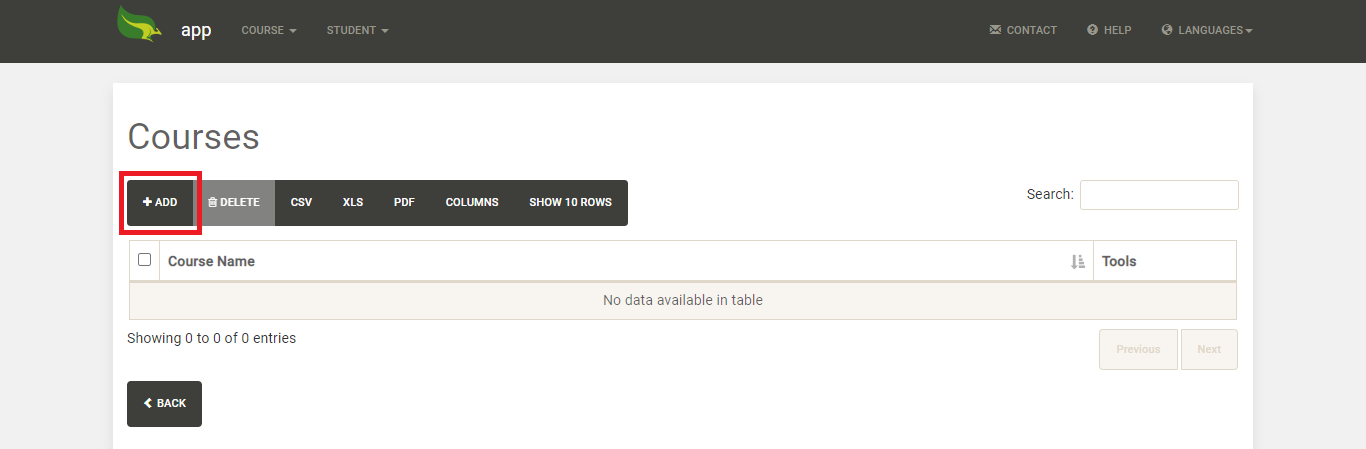 app COURSE STUDENT CONTACT HELP LANGUAGES
Courses
ADD DELETE CSV XLS PDF COLUMNS SHOW 10 ROWS Search:
Course Name Tools
No data available in table
Showing 0 to 0 of 0 entries Previous Next
BACK